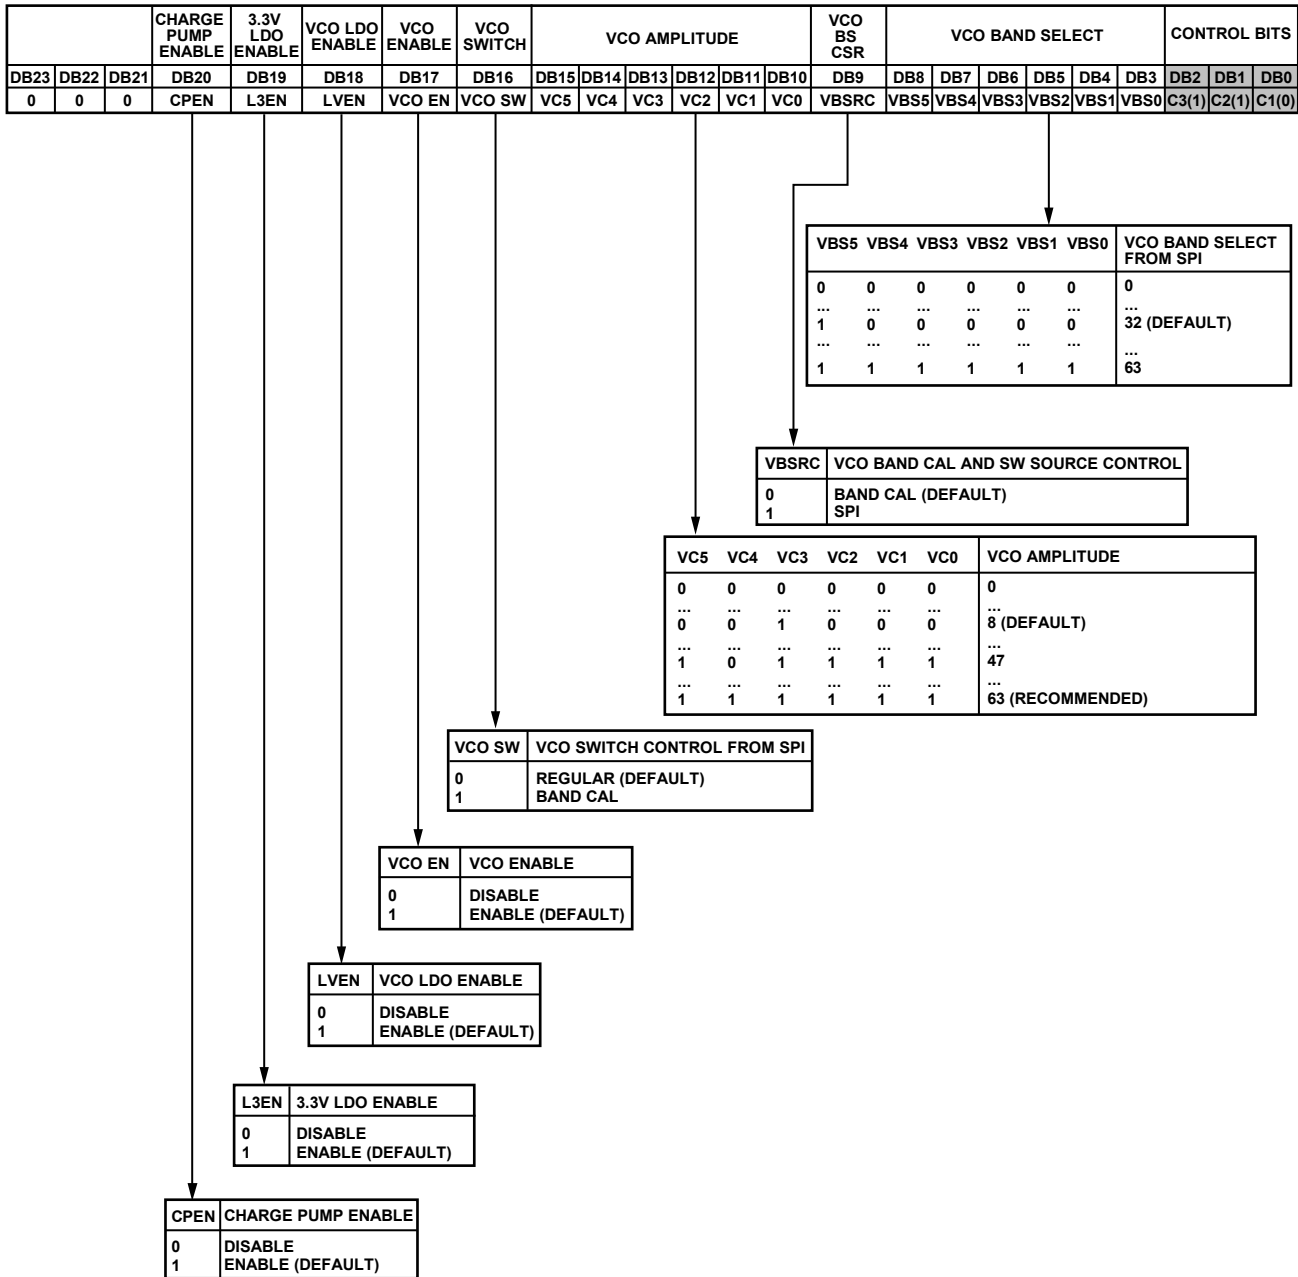 CHARGE PUMP ENABLE 3.3V LDO ENABLE VCO LDO ENABLE VCO ENABLE VCO SWITCH VCO AMPLITUDE VCO BS CSR VCO BAND SELECT CONTROL BITS
DB23 DB22 DB21 DB20 DB19 DB18 DB17 DB16 DB15 DB14 DB13 DB12 DB11 DB10 DB9 DB8 DB7 DB6 DB5 DB4 DB3 DB2 DB1 DB0
0 0 0 CPEN L3EN LVEN VCO EN VCO SW VC5 VC4 VC3 VC2 VC1 VC0 VBSRC VBS5 VBS4 VBS3 VBS2 VBS1 VBS0 C3(1) C2(1) C1(0)
VBS5 VBS4 VBS3 VBS2 VBS1 VBS0 VCO BAND SELECT FROM SPI
0 0 0 0 0 0 0
... ... ... ... ... ... ...
1 0 0 0 0 0 32 (DEFAULT)
... ... ... ... ... ... ...
1 1 1 1 1 1 63
VBSRC VCO BAND CAL AND SW SOURCE CONTROL
0 BAND CAL (DEFAULT)
1 SPI
VC5 VC4 VC3 VC2 VC1 VC0 VCO AMPLITUDE
0 0 0 0 0 0 0
... ... ... ... ... ... ...
0 0 1 0 0 0 8 (DEFAULT)
... ... ... ... ... ... ...
1 0 1 1 1 1 47
... ... ... ... ... ... ...
1 1 1 1 1 1 63 (RECOMMENDED)
VCO SW VCO SWITCH CONTROL FROM SPI
0 REGULAR (DEFAULT)
1 BAND CAL
VCO EN VCO ENABLE
0 DISABLE
1 ENABLE (DEFAULT)
LVEN VCO LDO ENABLE
0 DISABLE
1 ENABLE (DEFAULT)
L3EN 3.3V LDO ENABLE
0 DISABLE
1 ENABLE (DEFAULT)
CPEN CHARGE PUMP ENABLE
0 DISABLE
1 ENABLE (DEFAULT)